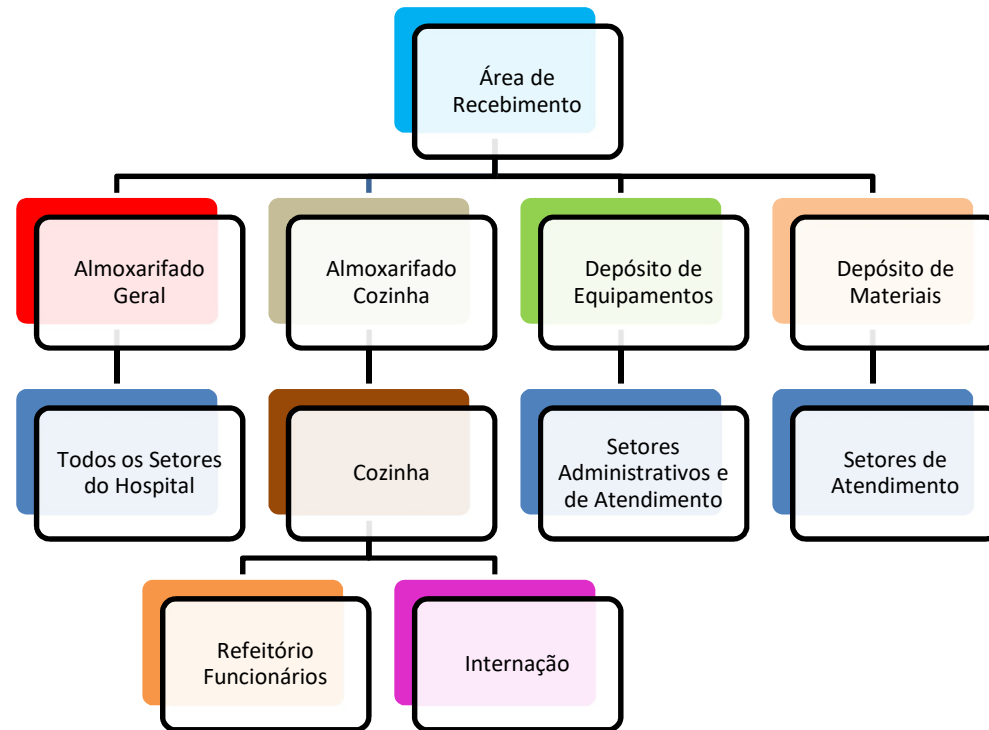 Área de
Recebimento
Almoxarifado
Geral
Almoxarifado
Cozinha
Depósito de
Equipamentos
Depósito de
Materiais
Todos os Setores
do Hospital
Cozinha
Setores
Administrativos e
de Atendimento
Setores de
Atendimento
Refeitório
Funcionários
Internação